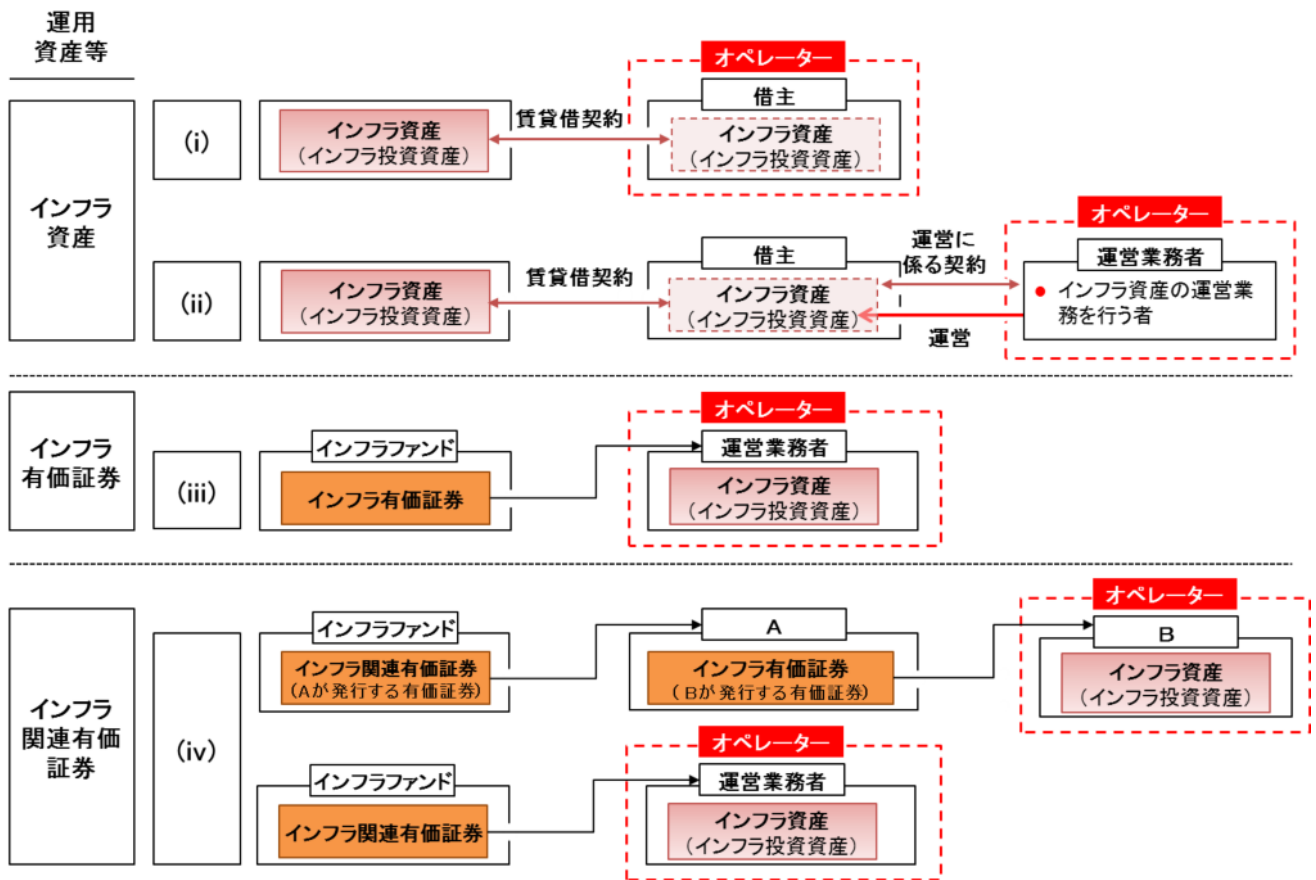 運用
資産等
インフラ
資産
(i)
インフラ資産
(インフラ投資資産)
賃貸借契約
オペレーター
借主
インフラ資産
(インフラ投資資産)
(ii)
インフラ資産
(インフラ投資資産)
賃貸借契約
借主
インフラ資産
(インフラ投資資産)
運営に
係る契約
運営
オペレーター
運営業務者
● インフラ資産の運営業
務を行う者
インフラ
有価証券
(iii)
インフラファンド
インフラ有価証券
オペレーター
運営業務者
インフラ資産
(インフラ投資資産)
インフラ
関連有価
証券
(iv)
インフラファンド
インフラ関連有価証券
(Aが発行する有価証券)
A
インフラ有価証券
(Bが発行する有価証券)
オペレーター
B
インフラ資産
(インフラ投資資産)
インフラファンド
インフラ関連有価証券
オペレーター
運営業務者
インフラ資産
(インフラ投資資産)